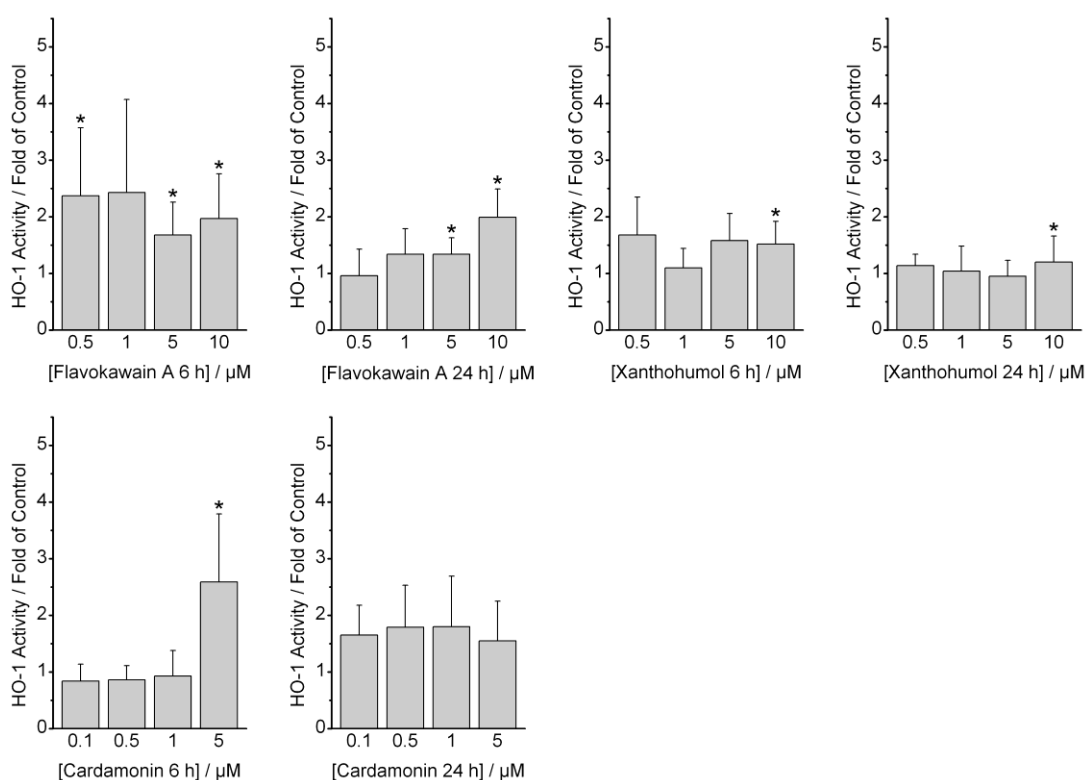 HO-1 Activity / Fold of Control
5
4
3
2
1
0
*
*
*
0.5 1 5 10
[Flavokawain A 6 h] / µM
HO-1 Activity / Fold of Control
5
4
3
2
1
0
*
*
0.5 1 5 10
[Flavokawain A 24 h] / µM
HO-1 Activity / Fold of Control
5
4
3
2
1
0
*
0.5 1 5 10
[Xanthohumol 6 h] / µM
HO-1 Activity / Fold of Control
5
4
3
2
1
0
*
0.5 1 5 10
[Xanthohumol 24 h] / µM
HO-1 Activity / Fold of Control
5
4
3
2
1
0
*
0.1 0.5 1 5
[Cardamonin 6 h] / µM
HO-1 Activity / Fold of Control
5
4
3
2
1
0
0.1 0.5 1 5
[Cardamonin 24 h] / µM